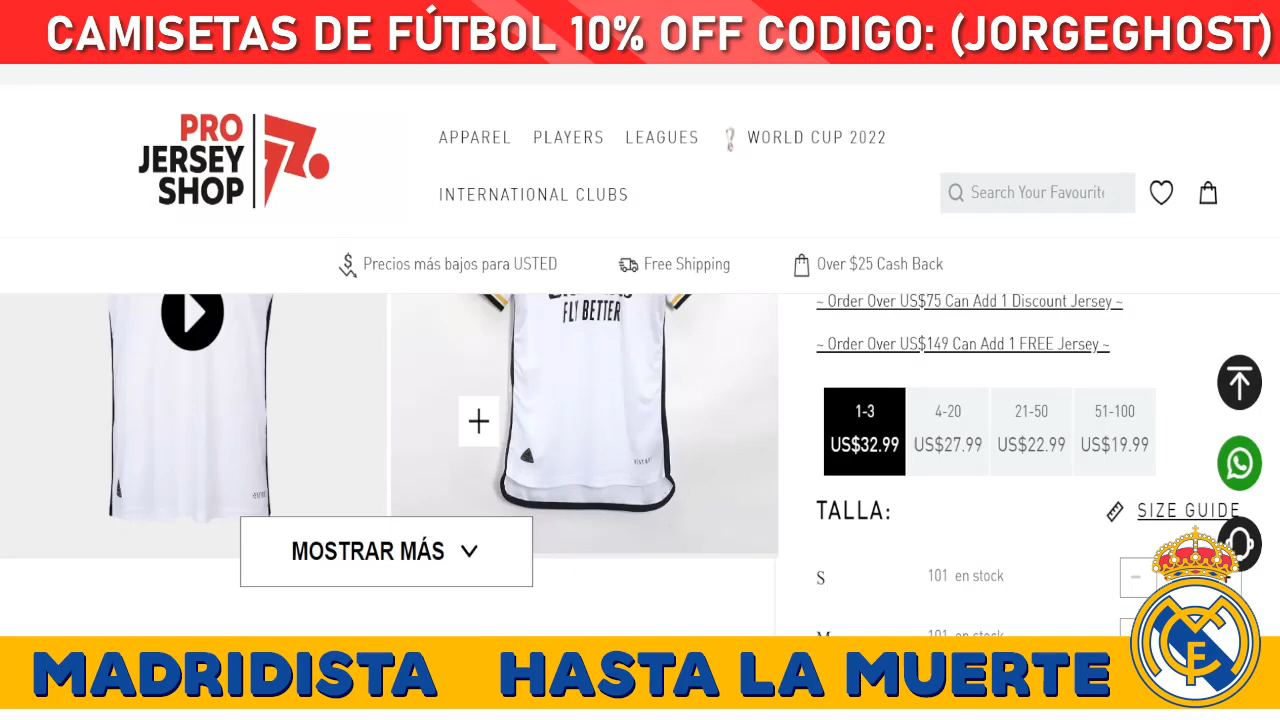 CAMISETAS DE FÚTBOL 10% OFF CODIGO: (JORGEGHOST)
PRO
JERSEY
SHOP
APPAREL PLAYERS LEAGUES WORLD CUP 2022
INTERNATIONAL CLUBS
Search Your Favourite
Precios más bajos para USTED Free Shipping Over $25 Cash Back
~ Order Over US$75 Can Add 1 Discount Jersey ~
FLY BETTER
~ Order Over US$149 Can Add 1 FREE Jersey ~
1-3 4-20 21-50 51-100
US$32.99 US$27.99 US$22.99 US$19.99
TALLA: SIZE GUIDE
MOSTRAR MÁS
S 101 en stock
M 101 en stock
MADRIDISTA HASTA LA MUERTE